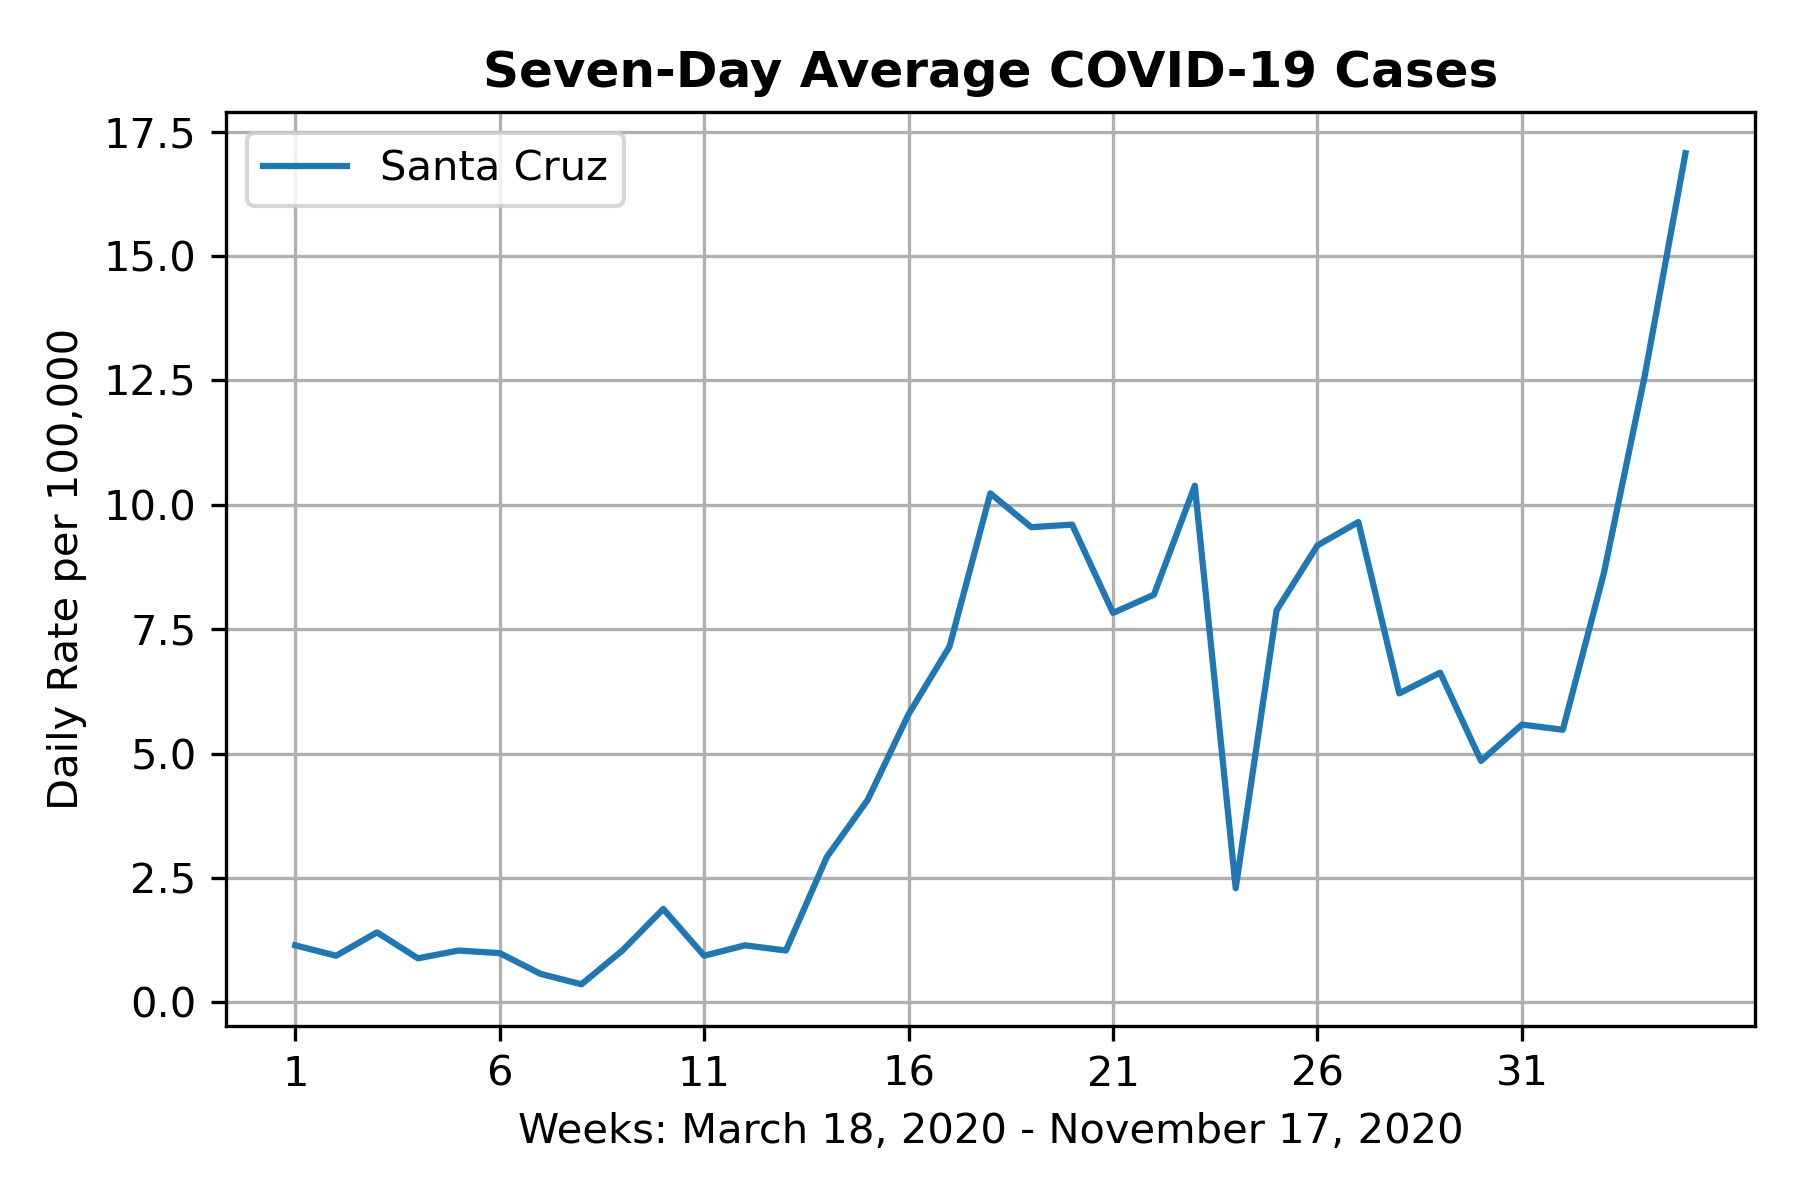 Seven-Day Average COVID-19 Cases
Santa Cruz
17.5
15.0
12.5
10.0
7.5
5.0
2.5
0.0
Daily Rate per 100,000
1 6 11 16 21 26 31
Weeks: March 18, 2020 - November 17, 2020